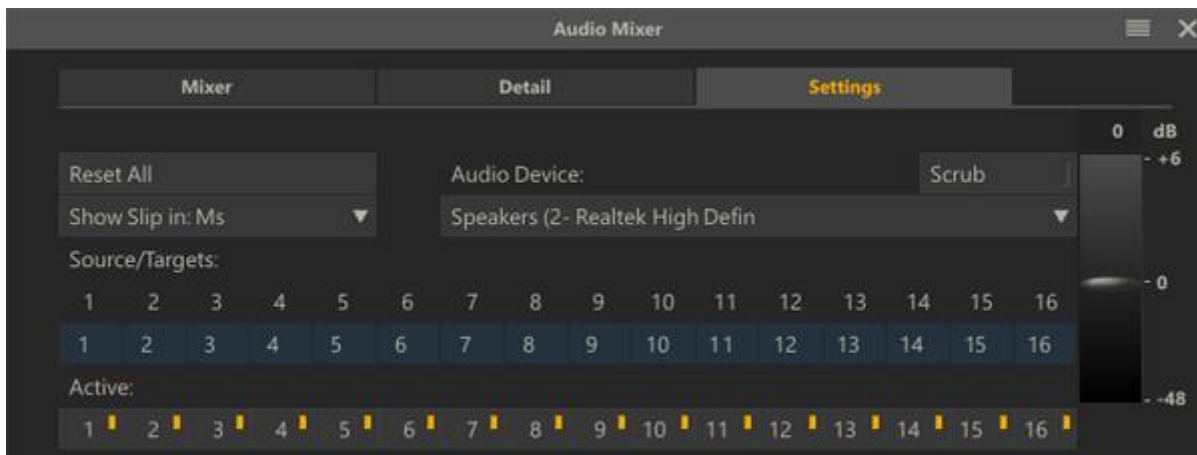 Audio Mixer
Mixer Detail Settings
0 dB
Reset All Audio Device: Scrub +6
Show Slip in: Ms Speakers (2- Realtek High Defin
Source/Targets:
0
1 2 3 4 5 6 7 8 9 10 11 12 13 14 15 16
1 2 3 4 5 6 7 8 9 10 11 12 13 14 15 16
Active:
-48
1 2 3 4 5 6 7 8 9 10 11 12 13 14 15 16